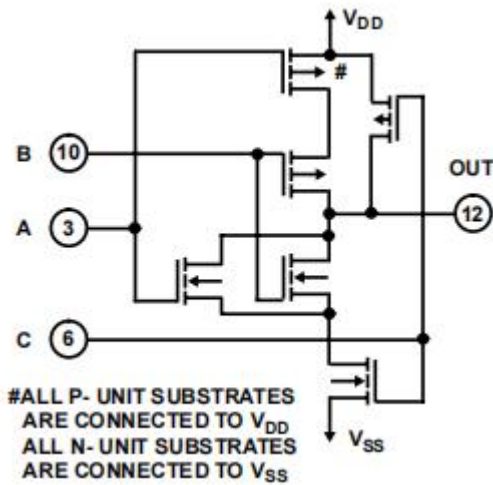 VDD
#
B 10
OUT
12
A 3
C 6
#ALL P- UNIT SUBSTRATES
ARE CONNECTED TO VDD
ALL N- UNIT SUBSTRATES
ARE CONNECTED TO VSS
VSS